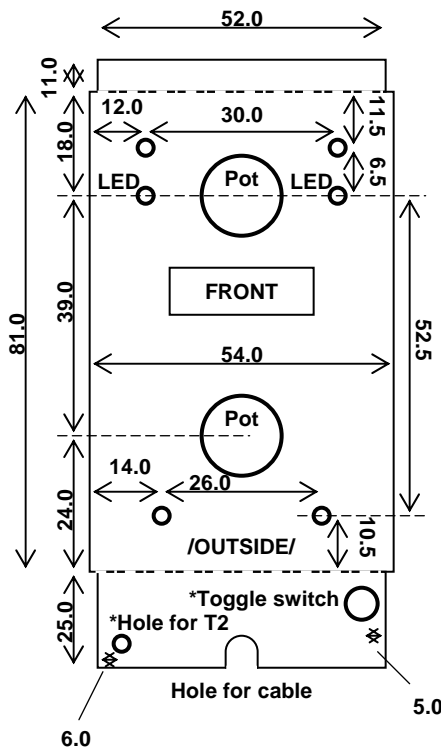 52.0
11.0
12.0
30.0
11.5
18.0
6.5
LED
Pot
LED
FRONT
39.0
81.0
52.5
54.0
Pot
14.0
26.0
24.0
10.5
/OUTSIDE/
*Toggle switch
25.0
*Hole for T2
Hole for cable
5.0
6.0